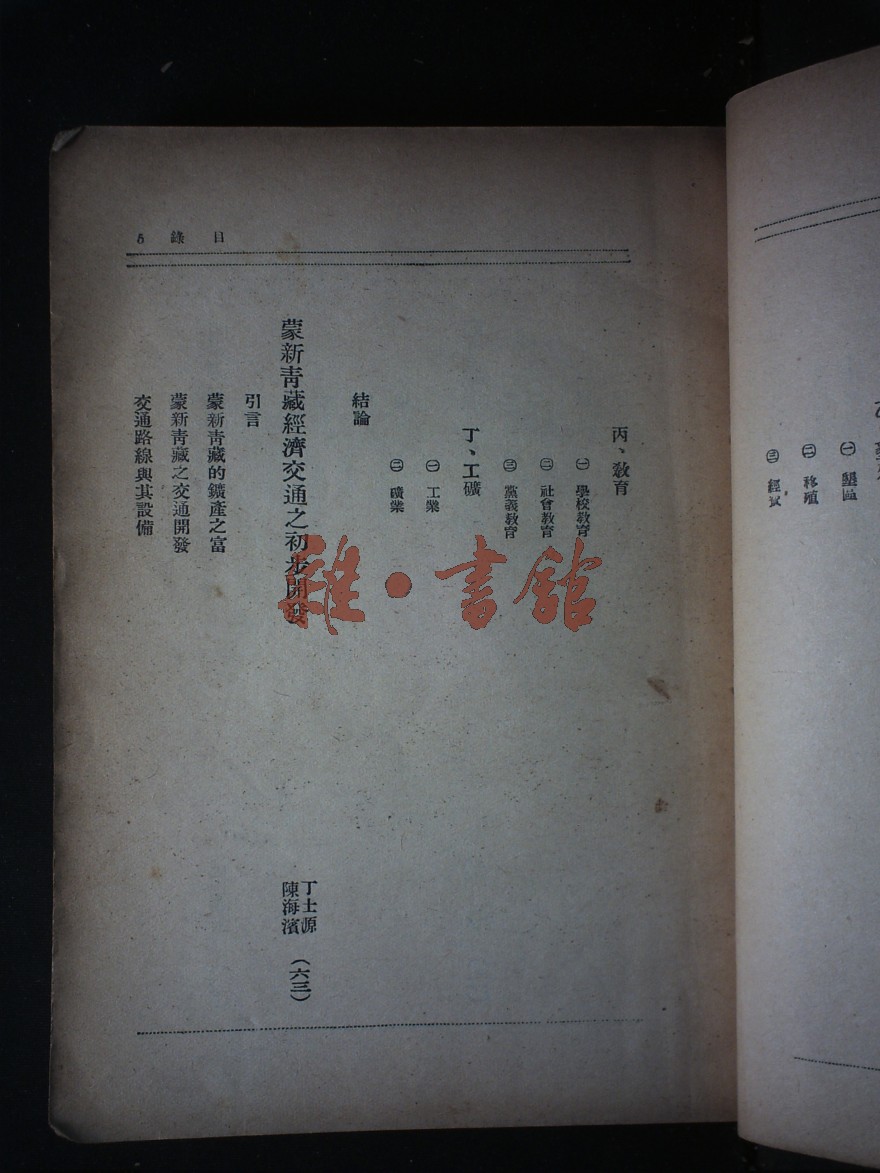 ㊂ 經費
㊁ 移殖
㊀ 墾區
目錄 5
丙、教育
㊀ 學校教育
㊁ 社會教育
㊂ 黨義教育
丁、工礦
㊀ 工業
㊁ 礦業
結論
蒙新青藏經濟交通之初步開發
丁士源
陳海濱
(六三)
引言
蒙新青藏的鑛產之富
蒙新青藏之交通開發
交通路線與其設備
雜·書館